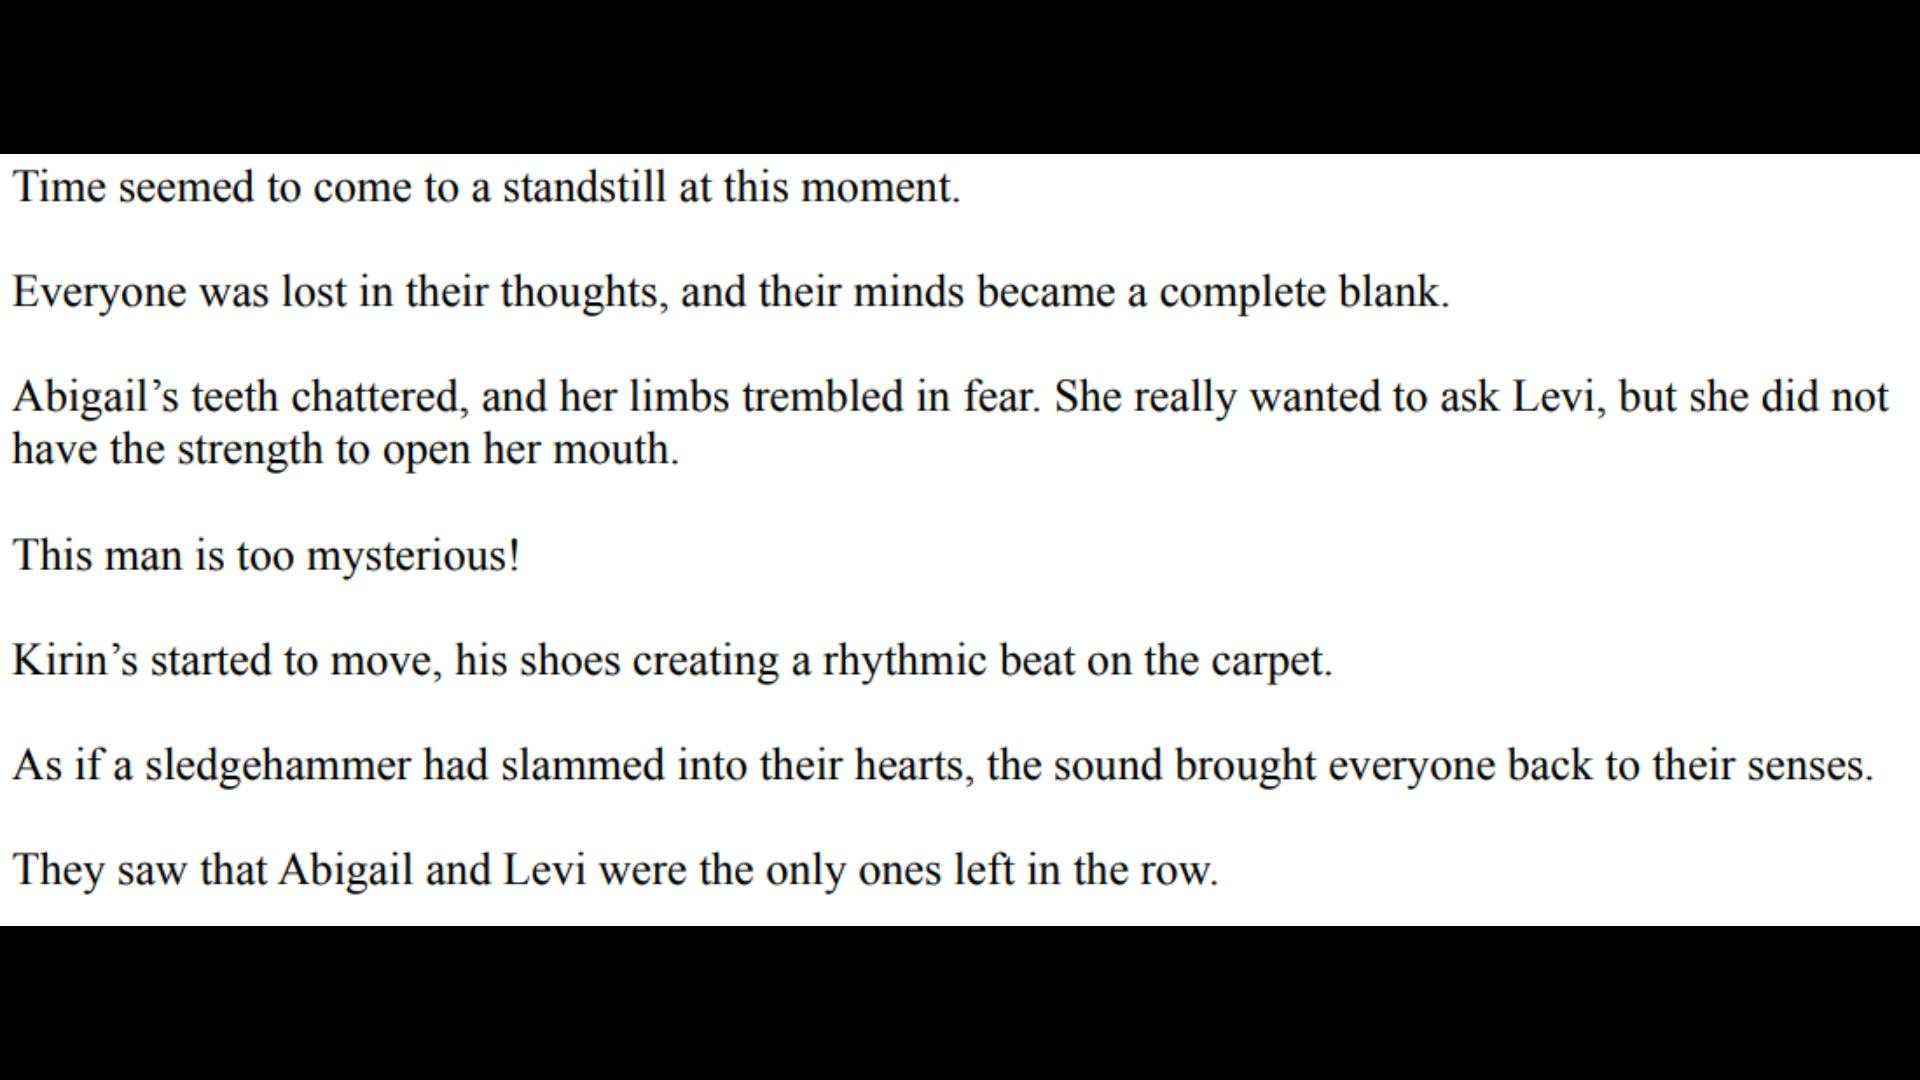 Time seemed to come to a standstill at this moment.
Everyone was lost in their thoughts, and their minds became a complete blank.
Abigail’s teeth chattered, and her limbs trembled in fear. She really wanted to ask Levi, but she did not
have the strength to open her mouth.
This man is too mysterious!
Kirin’s started to move, his shoes creating a rhythmic beat on the carpet.
As if a sledgehammer had slammed into their hearts, the sound brought everyone back to their senses.
They saw that Abigail and Levi were the only ones left in the row.